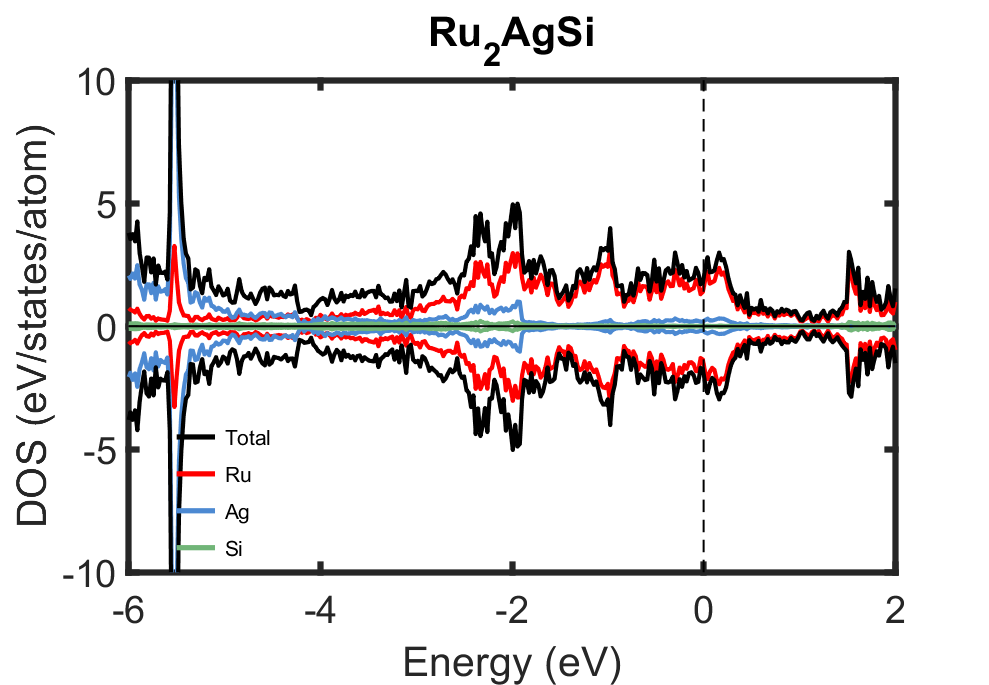 Ru₂AgSi
10
5
0
-5
-10
DOS (eV/states/atom)
Total
Ru
Ag
Si
-6 -4 -2 0 2
Energy (eV)